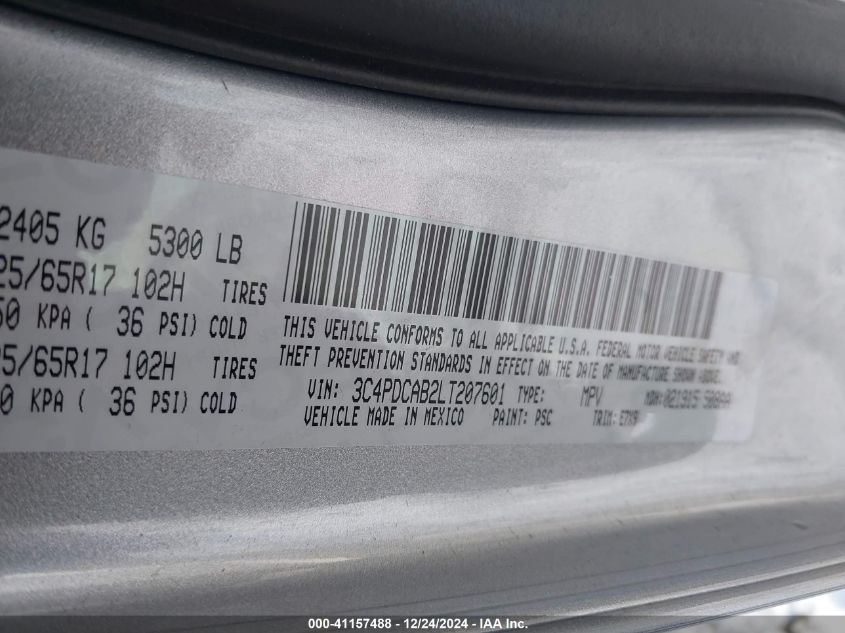 2405 KG 5300 LB
25/65R17 102H TIRES
50 KPA ( 36 PSI) COLD
25/65R17 102H TIRES
0 KPA ( 36 PSI) COLD
THIS VEHICLE CONFORMS TO ALL APPLICABLE U.S.A. FEDERAL MOTOR VEHICLE SAFETY AND
THEFT PREVENTION STANDARDS IN EFFECT ON THE DATE OF MANUFACTURE SHOWN ABOVE.
VIN: 3C4PDCAB2LT207601 TYPE: MPV MDH:
VEHICLE MADE IN MEXICO PAINT: PSC TRIM: E7X9
000-41157488 - 12/24/2024 - IAA Inc.